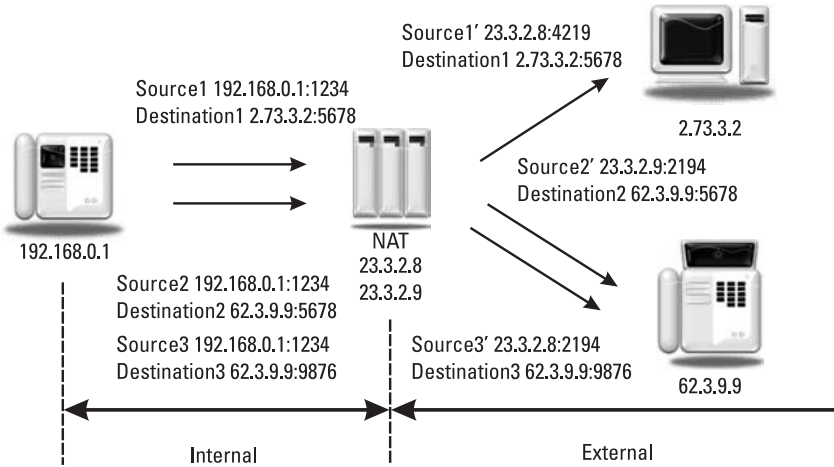 Source1′ 23.3.2.8:4219
Destination1 2.73.3.2:5678
Source1 192.168.0.1:1234
Destination1 2.73.3.2:5678
2.73.3.2
Source2′ 23.3.2.9:2194
Destination2 62.3.9.9:5678
192.168.0.1
NAT
23.3.2.8
23.3.2.9
Source2 192.168.0.1:1234
Destination2 62.3.9.9:5678
Source3 192.168.0.1:1234
Destination3 62.3.9.9:9876
Source3′ 23.3.2.8:2194
Destination3 62.3.9.9:9876
62.3.9.9
Internal
External